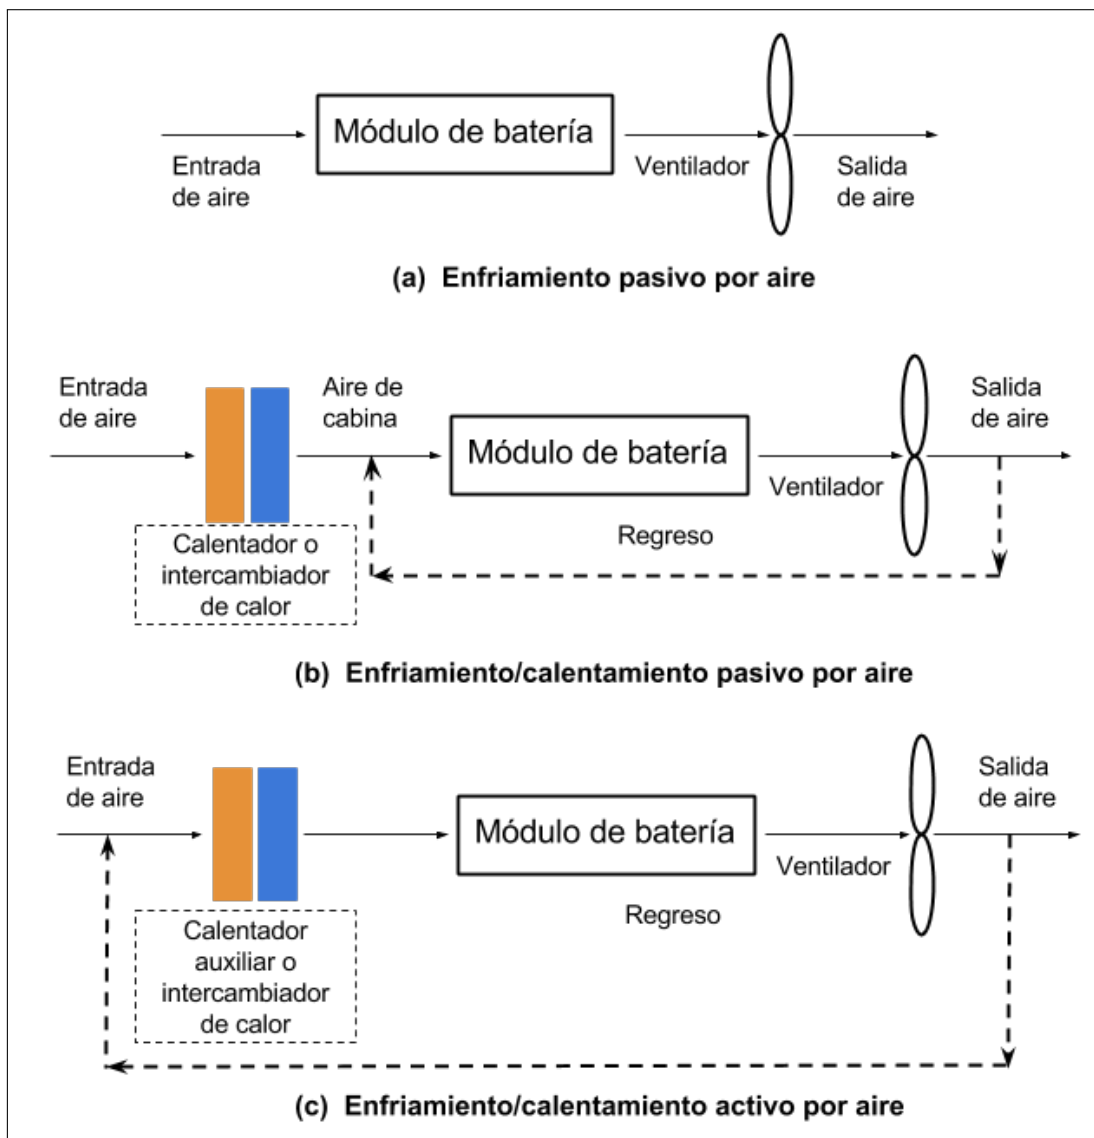 Módulo de batería
Entrada
de aire
Ventilador
Salida
de aire
(a) Enfriamiento pasivo por aire
Entrada
de aire
Aire de
cabina
Salida
de aire
Módulo de batería
Ventilador
Calentador o
intercambiador
de calor
Regreso
(b) Enfriamiento/calentamiento pasivo por aire
Entrada
de aire
Salida
de aire
Módulo de batería
Ventilador
Regreso
Calentador
auxiliar o
intercambiador
de calor
(c) Enfriamiento/calentamiento activo por aire